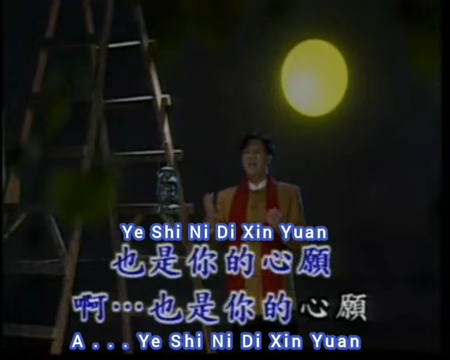 Ye Shi Ni Di Xin Yuan
也是你的心願
啊⋯也是你的心願
A . . . Ye Shi Ni Di Xin Yuan